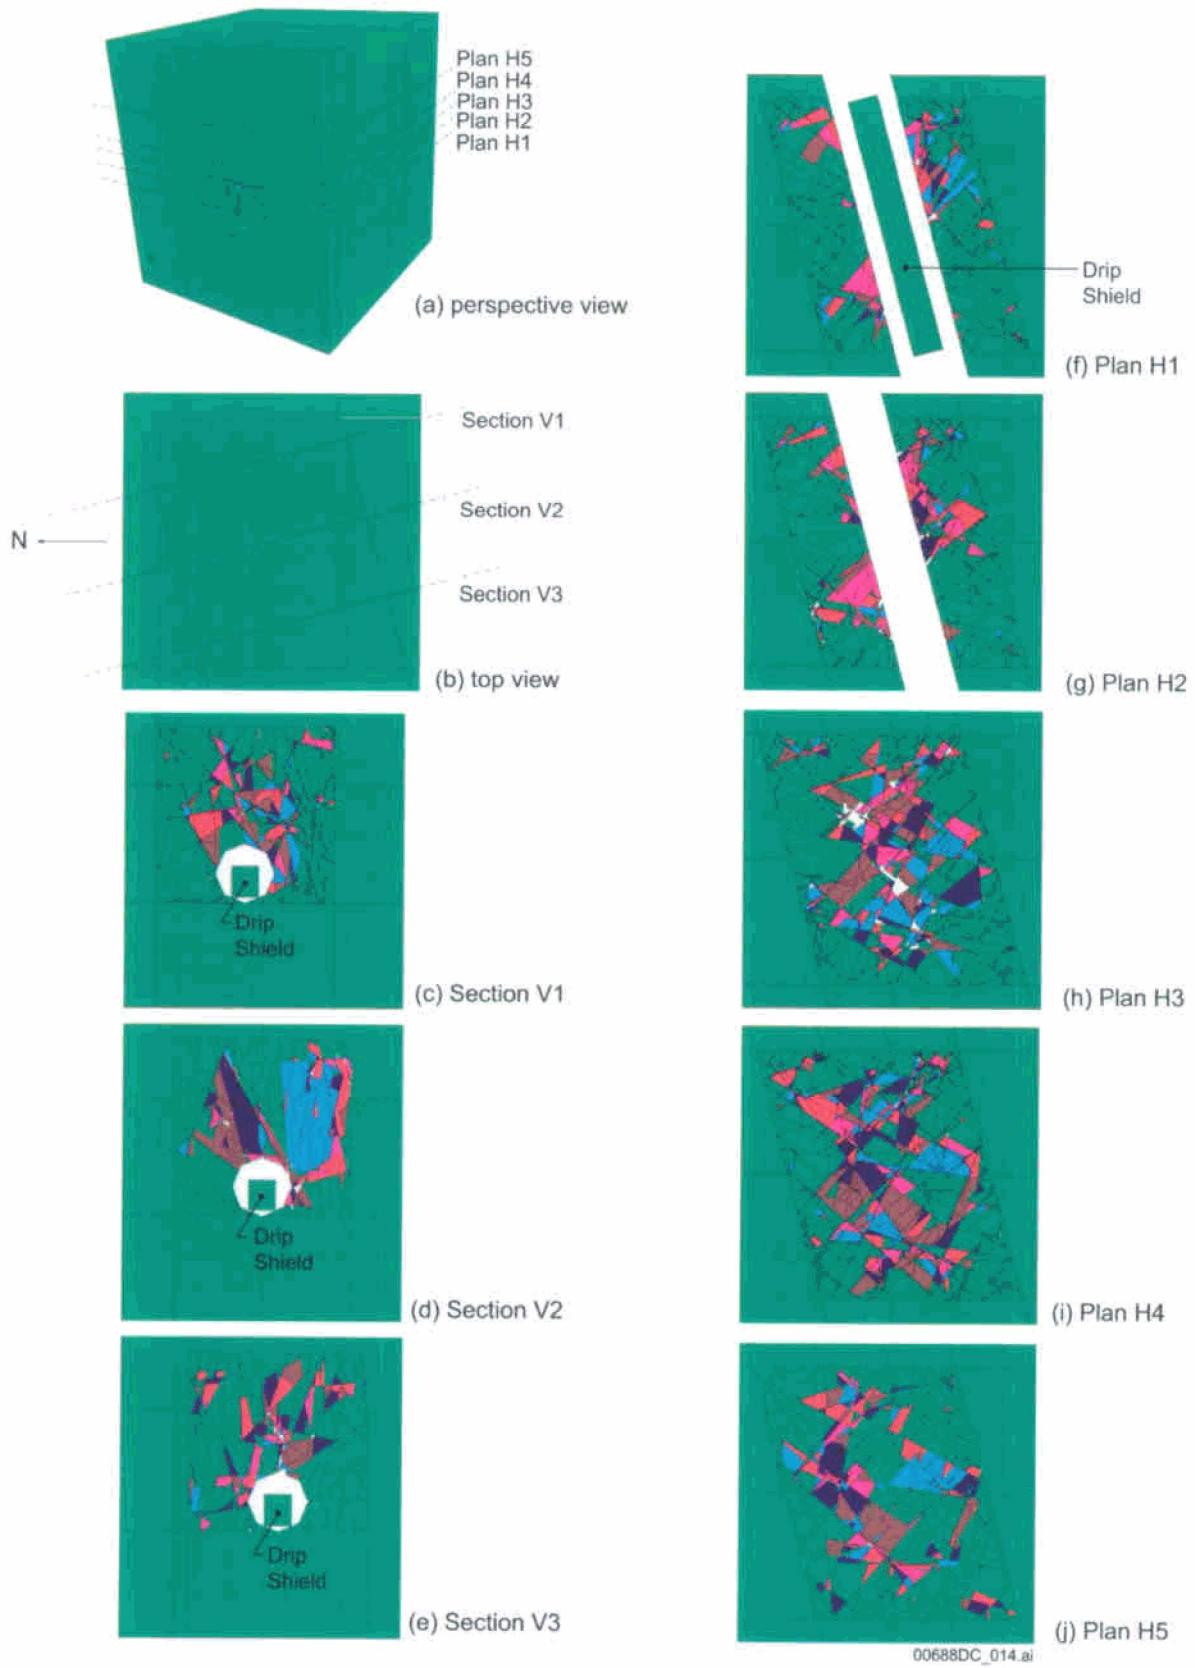 Plan H5
Plan H4
Plan H3
Plan H2
Plan H1
(a) perspective view
Section V1
Section V2
N
Section V3
(b) top view
Drip
Shield
(c) Section V1
Drip
Shield
(d) Section V2
Drip
Shield
(e) Section V3
Drip
Shield
(f) Plan H1
(g) Plan H2
(h) Plan H3
(i) Plan H4
(j) Plan H5
00688DC_014.ai